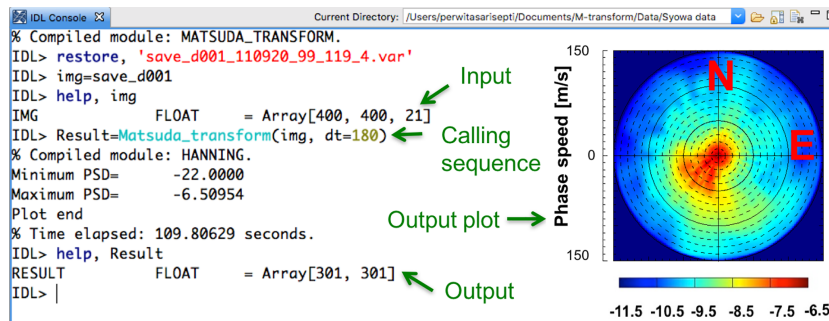 IDL Console
Current Directory: /Users/perwitasarisepti/Documents/M-transform/Data/Syowa data
% Compiled module: MATSUDA_TRANSFORM.
IDL> restore, 'save_d001_110920_99_119_4.var'
IDL> img=save_d001
IDL> help, img
IMG FLOAT = Array[400, 400, 21]
IDL> Result=Matsuda_transform(img, dt=180)
% Compiled module: HANNING.
Minimum PSD= -22.0000
Maximum PSD= -6.50954
Plot end
% Time elapsed: 109.80629 seconds.
IDL> help, Result
RESULT FLOAT = Array[301, 301]
IDL>
Input
Calling
sequence
Output plot
Output
Phase speed [m/s]
150
0
150
N
E
-11.5 -10.5 -9.5 -8.5 -7.5 -6.5